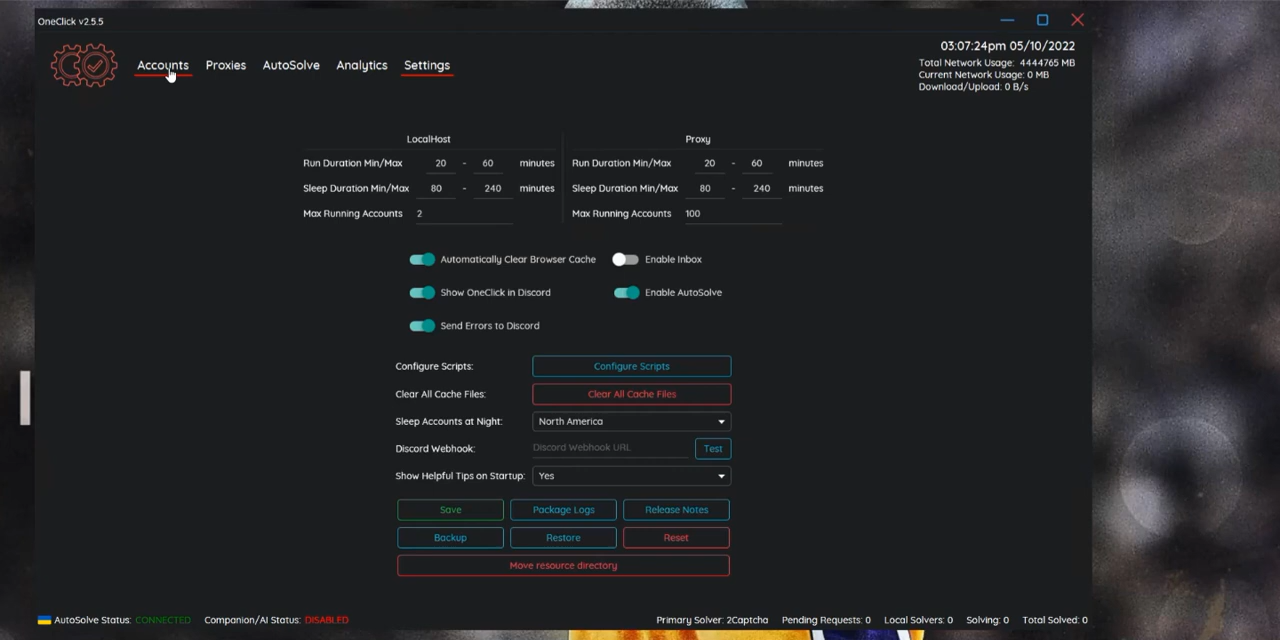 OneClick v2.5.5
Accounts Proxies AutoSolve Analytics Settings
03:07:24pm 05/10/2022
Total Network Usage: 4444765 MB
Current Network Usage: 0 MB
Download/Upload: 0 B/s
LocalHost Proxy
Run Duration Min/Max 20 - 60 minutes Run Duration Min/Max 20 - 60 minutes
Sleep Duration Min/Max 80 - 240 minutes Sleep Duration Min/Max 80 - 240 minutes
Max Running Accounts 2 Max Running Accounts 100
Automatically Clear Browser Cache Enable Inbox
Show OneClick in Discord Enable AutoSolve
Send Errors to Discord
Configure Scripts: Configure Scripts
Clear All Cache Files: Clear All Cache Files
Sleep Accounts at Night: North America
Discord Webhook: Discord Webhook URL Test
Show Helpful Tips on Startup: Yes
Save Package Logs Release Notes
Backup Restore Reset
Move resource directory
AutoSolve Status: CONNECTED Companion/AI Status: DISABLED Primary Solver: 2Captcha Pending Requests: 0 Local Solvers: 0 Solving: 0 Total Solved: 0